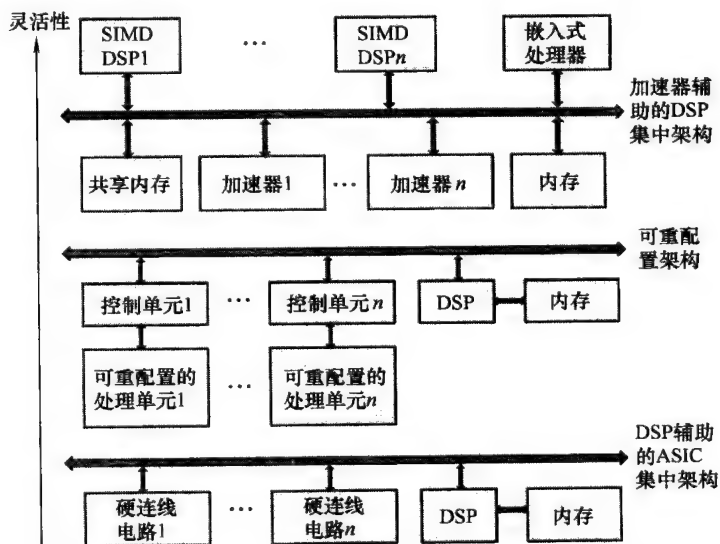 灵活性
SIMD
DSP1
…
SIMD
DSPn
嵌入式
处理器
加速器辅
助的DSP
集中架构
共享内存
加速器1
…
加速器n
内存
可重配
置架构
控制单元1
…
控制单元n
DSP
内存
可重配置的
处理单元1
…
可重配置的
处理单元n
DSP辅助
的ASIC
集中架构
硬连线
电路1
…
硬连线
电路n
DSP
内存